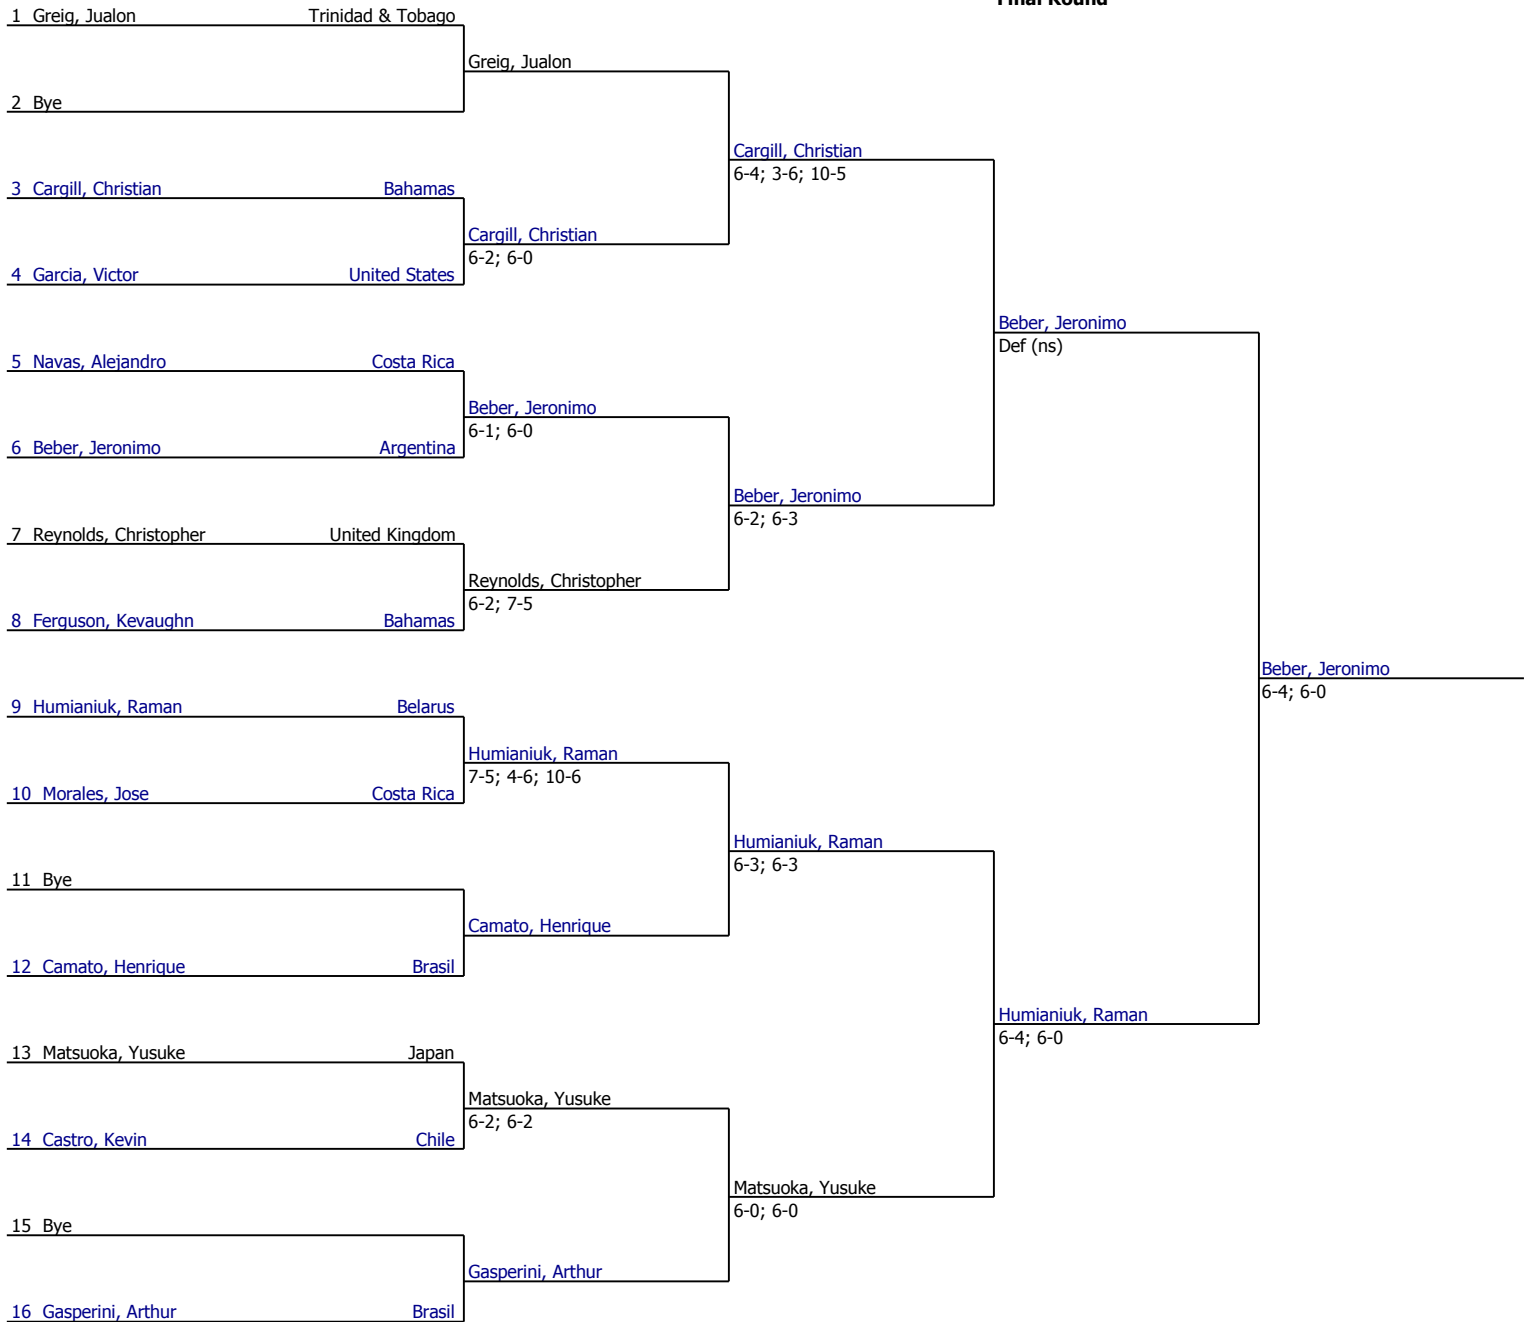 Final Round
1 Greig, Jualon Trinidad & Tobago
Greig, Jualon
2 Bye
Cargill, Christian
6-4; 3-6; 10-5
3 Cargill, Christian Bahamas
Cargill, Christian
6-2; 6-0
4 Garcia, Victor United States
Beber, Jeronimo
Def (ns)
5 Navas, Alejandro Costa Rica
Beber, Jeronimo
6-1; 6-0
6 Beber, Jeronimo Argentina
Beber, Jeronimo
6-2; 6-3
7 Reynolds, Christopher United Kingdom
Reynolds, Christopher
6-2; 7-5
8 Ferguson, Kevaughn Bahamas
Beber, Jeronimo
6-4; 6-0
9 Humianiuk, Raman Belarus
Humianiuk, Raman
7-5; 4-6; 10-6
10 Morales, Jose Costa Rica
Humianiuk, Raman
6-3; 6-3
11 Bye
Camato, Henrique
12 Camato, Henrique Brasil
Humianiuk, Raman
6-4; 6-0
13 Matsuoka, Yusuke Japan
Matsuoka, Yusuke
6-2; 6-2
14 Castro, Kevin Chile
Matsuoka, Yusuke
6-0; 6-0
15 Bye
Gasperini, Arthur
16 Gasperini, Arthur Brasil